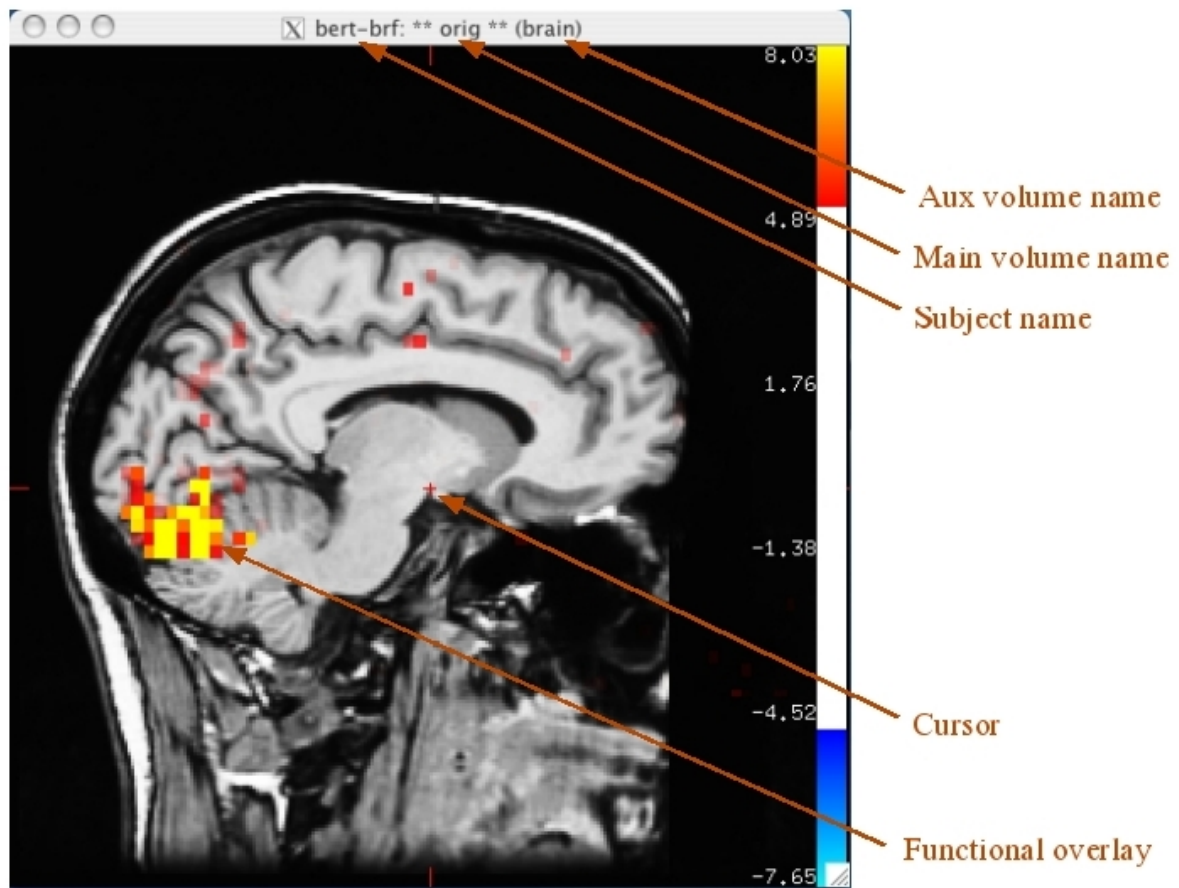 bert-brf: ** orig ** (brain)
8.03
Aux volume name
4.89
Main volume name
Subject name
1.76
-1.38
-4.52
Cursor
Functional overlay
-7.65